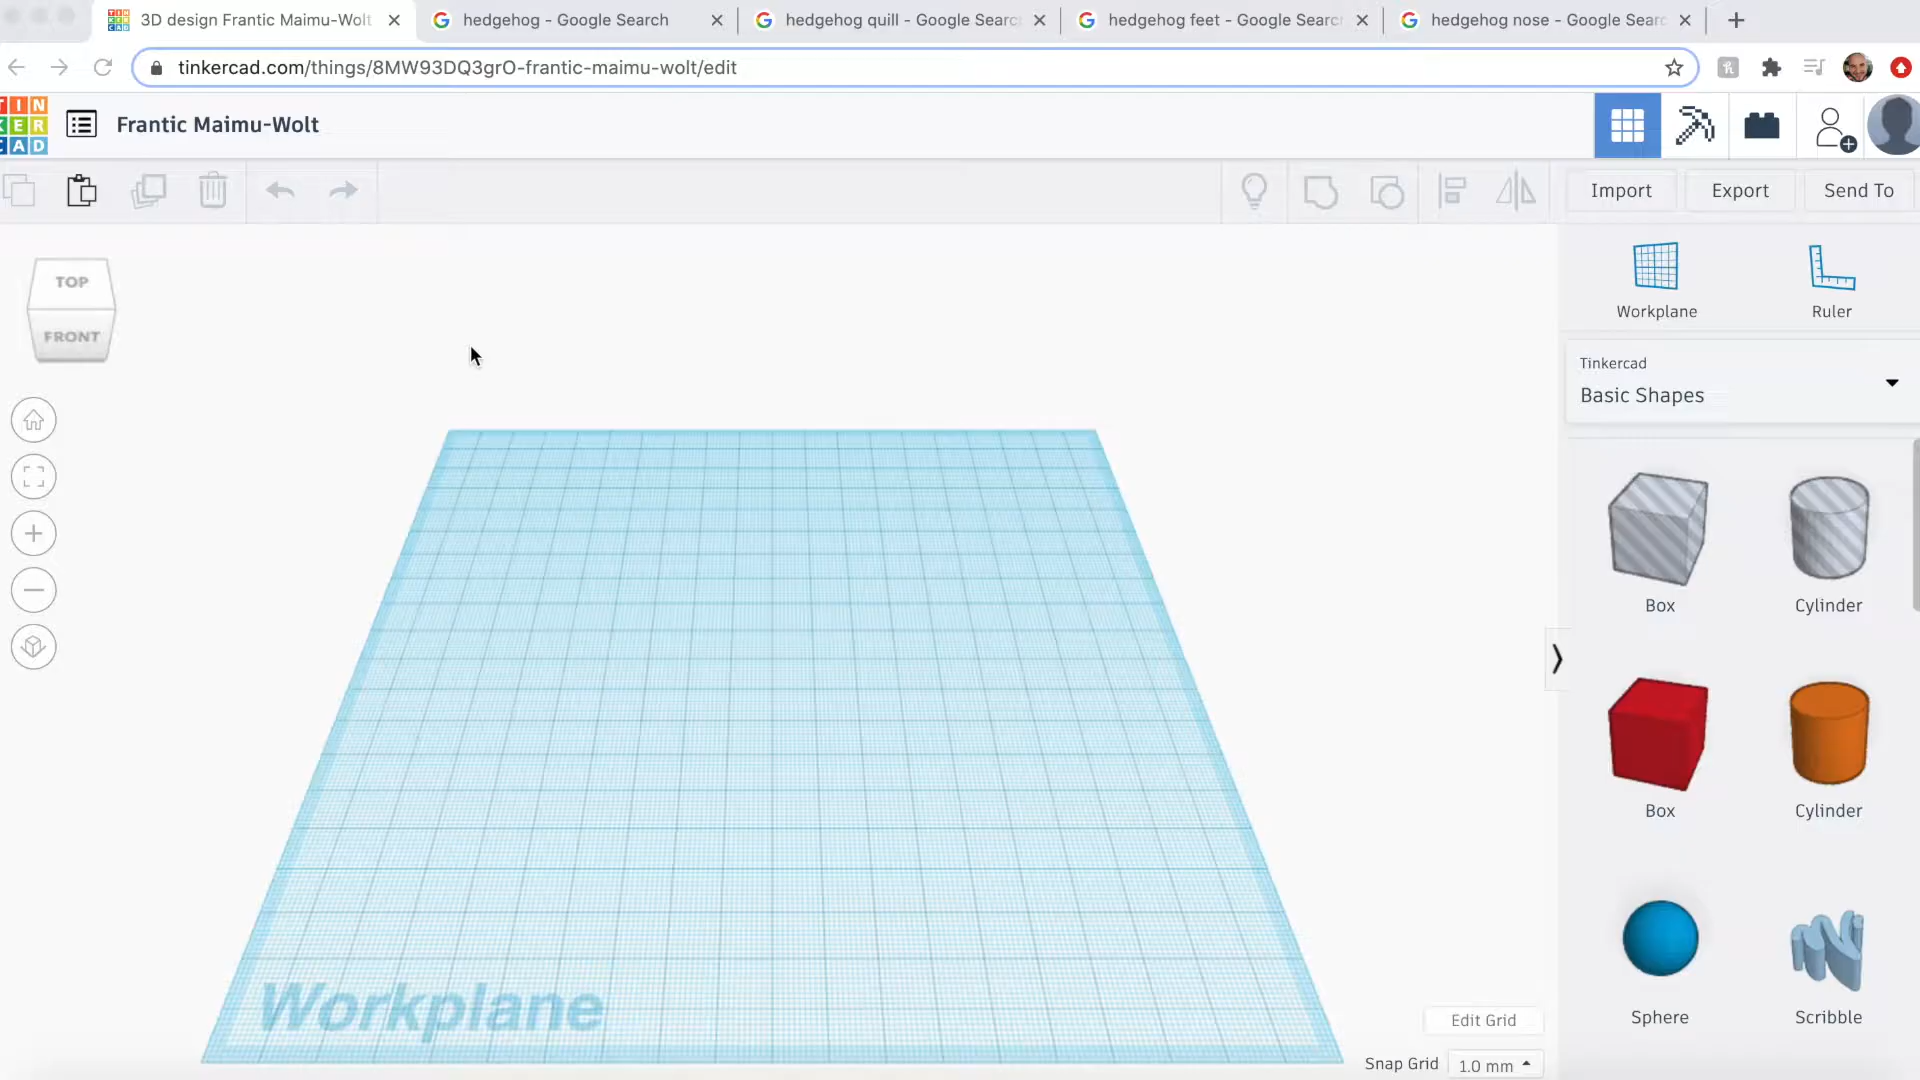 3D design Frantic Maimu-Wolt
hedgehog - Google Search
hedgehog quill - Google Searc
hedgehog feet - Google Searc
hedgehog nose - Google Searc
tinkercad.com/things/8MW93DQ3grO-frantic-maimu-wolt/edit
TIN
KER
CAD
Frantic Maimu-Wolt
Import
Export
Send To
TOP
FRONT
Workplane
Ruler
Tinkercad
Basic Shapes
Box
Cylinder
Box
Cylinder
Sphere
Scribble
Workplane
Edit Grid
Snap Grid
1.0 mm